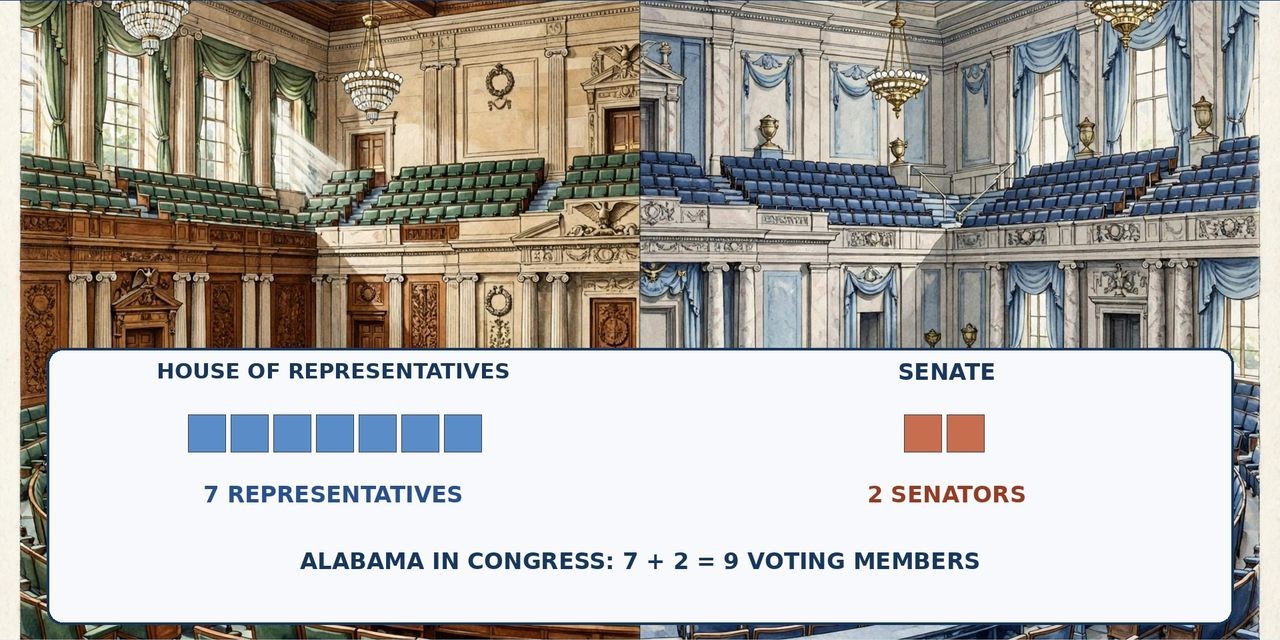 HOUSE OF REPRESENTATIVES
SENATE
7 REPRESENTATIVES
2 SENATORS
ALABAMA IN CONGRESS: 7 + 2 = 9 VOTING MEMBERS